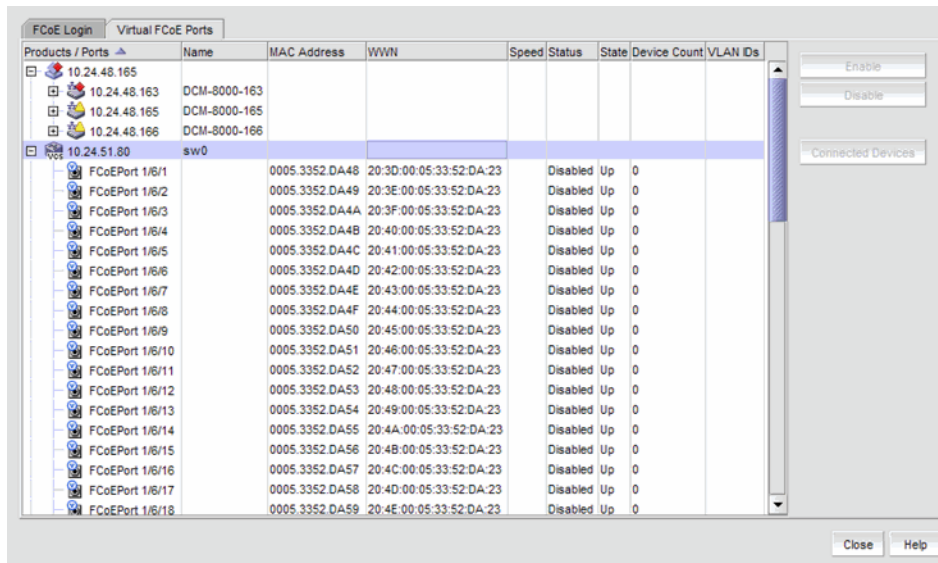 FCoE Login Virtual FCoE Ports
Products / Ports Name MAC Address WWN Speed Status State Device Count VLAN IDs
10.24.48.165
10.24.48.163 DCM-8000-163
10.24.48.165 DCM-8000-165
10.24.48.166 DCM-8000-166
VCS 10.24.51.80 sw0
FCoEPort 1/6/1 0005.3352.DA48 20:3D:00:05:33:52:DA:23 Disabled Up 0
FCoEPort 1/6/2 0005.3352.DA49 20:3E:00:05:33:52:DA:23 Disabled Up 0
FCoEPort 1/6/3 0005.3352.DA4A 20:3F:00:05:33:52:DA:23 Disabled Up 0
FCoEPort 1/6/4 0005.3352.DA4B 20:40:00:05:33:52:DA:23 Disabled Up 0
FCoEPort 1/6/5 0005.3352.DA4C 20:41:00:05:33:52:DA:23 Disabled Up 0
FCoEPort 1/6/6 0005.3352.DA4D 20:42:00:05:33:52:DA:23 Disabled Up 0
FCoEPort 1/6/7 0005.3352.DA4E 20:43:00:05:33:52:DA:23 Disabled Up 0
FCoEPort 1/6/8 0005.3352.DA4F 20:44:00:05:33:52:DA:23 Disabled Up 0
FCoEPort 1/6/9 0005.3352.DA50 20:45:00:05:33:52:DA:23 Disabled Up 0
FCoEPort 1/6/10 0005.3352.DA51 20:46:00:05:33:52:DA:23 Disabled Up 0
FCoEPort 1/6/11 0005.3352.DA52 20:47:00:05:33:52:DA:23 Disabled Up 0
FCoEPort 1/6/12 0005.3352.DA53 20:48:00:05:33:52:DA:23 Disabled Up 0
FCoEPort 1/6/13 0005.3352.DA54 20:49:00:05:33:52:DA:23 Disabled Up 0
FCoEPort 1/6/14 0005.3352.DA55 20:4A:00:05:33:52:DA:23 Disabled Up 0
FCoEPort 1/6/15 0005.3352.DA56 20:4B:00:05:33:52:DA:23 Disabled Up 0
FCoEPort 1/6/16 0005.3352.DA57 20:4C:00:05:33:52:DA:23 Disabled Up 0
FCoEPort 1/6/17 0005.3352.DA58 20:4D:00:05:33:52:DA:23 Disabled Up 0
FCoEPort 1/6/18 0005.3352.DA59 20:4E:00:05:33:52:DA:23 Disabled Up 0
Enable
Disable
Connected Devices
Close Help